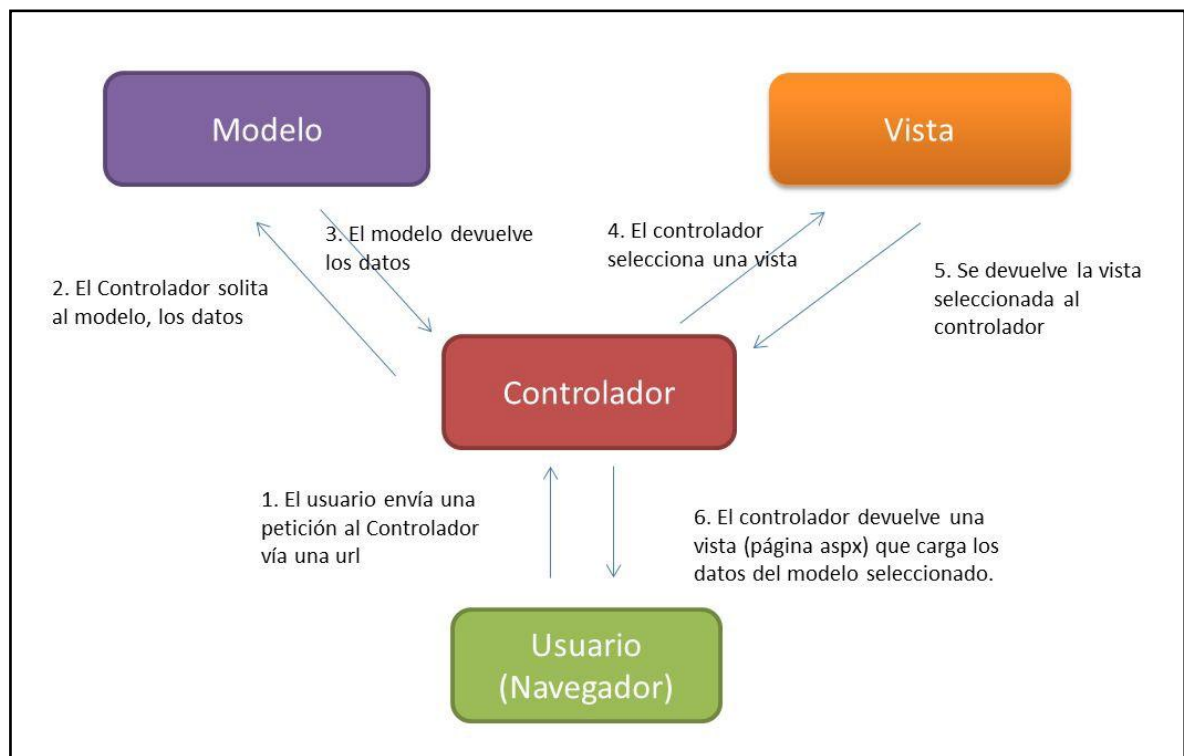 Modelo
Vista
3. El modelo devuelve
los datos
4. El controlador
selecciona una vista
2. El Controlador solita
al modelo, los datos
5. Se devuelve la vista
seleccionada al
controlador
Controlador
1. El usuario envía una
petición al Controlador
vía una url
6. El controlador devuelve una
vista (página aspx) que carga los
datos del modelo seleccionado.
Usuario
(Navegador)